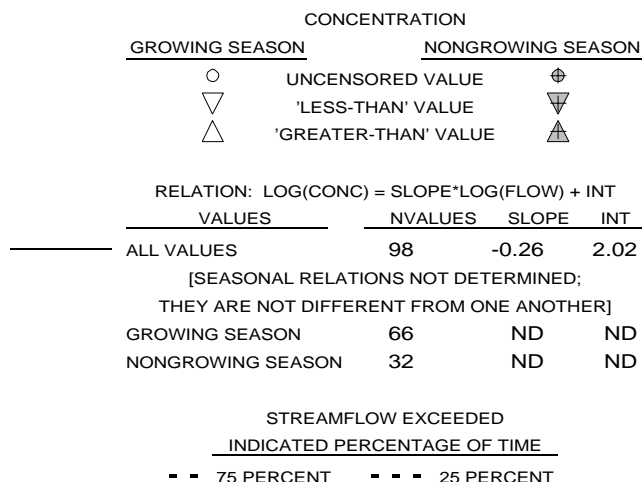 CONCENTRATION
GROWING SEASON NONGROWING SEASON
UNCENSORED VALUE
'LESS-THAN' VALUE
'GREATER-THAN' VALUE
RELATION: LOG(CONC) = SLOPE*LOG(FLOW) + INT
VALUES NVALUES SLOPE INT
ALL VALUES 98 -0.26 2.02
[SEASONAL RELATIONS NOT DETERMINED;
THEY ARE NOT DIFFERENT FROM ONE ANOTHER]
GROWING SEASON 66 ND ND
NONGROWING SEASON 32 ND ND
STREAMFLOW EXCEEDED
INDICATED PERCENTAGE OF TIME
75 PERCENT 25 PERCENT